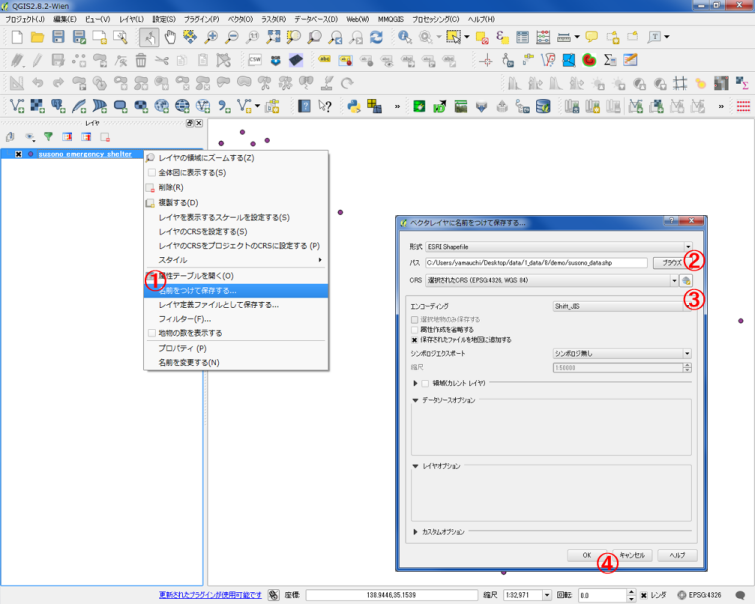 QGIS2.8.2-Wien
プロジェクト(J) 編集(E) ビュー(V) レイヤ(L) 設定(S) プラグイン(P) ベクタ(O) ラスタ(R) データベース(D) Web(W) MMQGIS プロセッシング(C) ヘルプ(H)
レイヤ
susono_emergency_shelter
レイヤの領域にズームする(Z)
全体図に表示する(S)
削除(R)
複製する(D)
レイヤを表示するスケールを設定する(S)
レイヤのCRSを設定する(S)
レイヤのCRSをプロジェクトのCRSに設定する (P)
スタイル
① 属性テーブルを開く(O)
名前をつけて保存する...
レイヤ定義ファイルとして保存する...
フィルター(F)...
地物の数を表示する
プロパティ (P)
名前を変更する(N)
ベクタレイヤに名前をつけて保存する...
形式 ESRI Shapefile
パス C:/Users/yamauchi/Desktop/data/1_data/8/demo/susono_data.shp ブラウズ ②
CRS 選択されたCRS (EPSG:4326, WGS 84)
③
エンコーディング Shift_JIS
選択地物のみ保存する
属性作成を省略する
保存されたファイルを地図に追加する
シンボロジエクスポート シンボロジ無し
縮尺 1:50000
領域(カレント レイヤ)
データソースオプション
レイヤオプション
カスタムオプション
OK ④ キャンセル ヘルプ
更新されたプラグインが使用可能です 座標: 138.9446,35.1539 縮尺 1:32,971 回転: 0.0 レンダ EPSG:4326